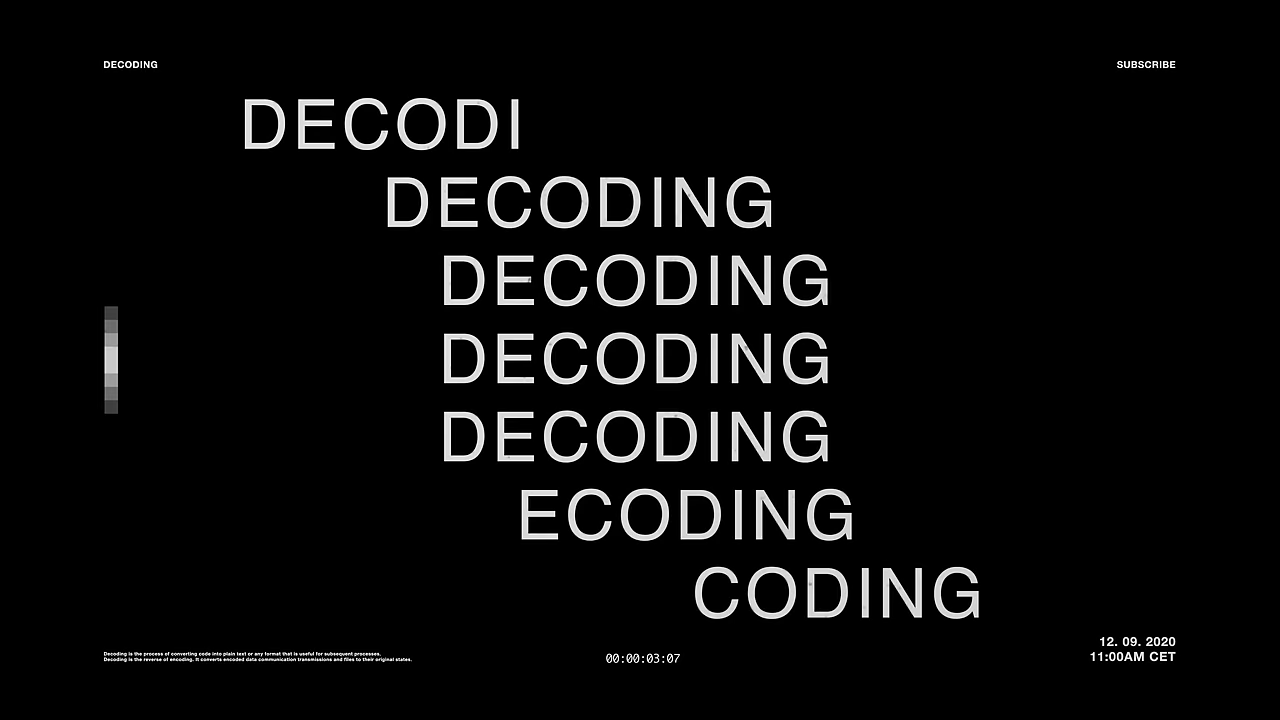 DECODING
SUBSCRIBE
DECODI
DECODING
DECODING
DECODING
DECODING
ECODING
CODING
Decoding is the process of converting code into plain text or any format that is useful for subsequent processes.
Decoding is the reverse of encoding. It converts encoded data communication transmissions and files to their original states.
00:00:03:07
12. 09. 2020
11:00AM CET